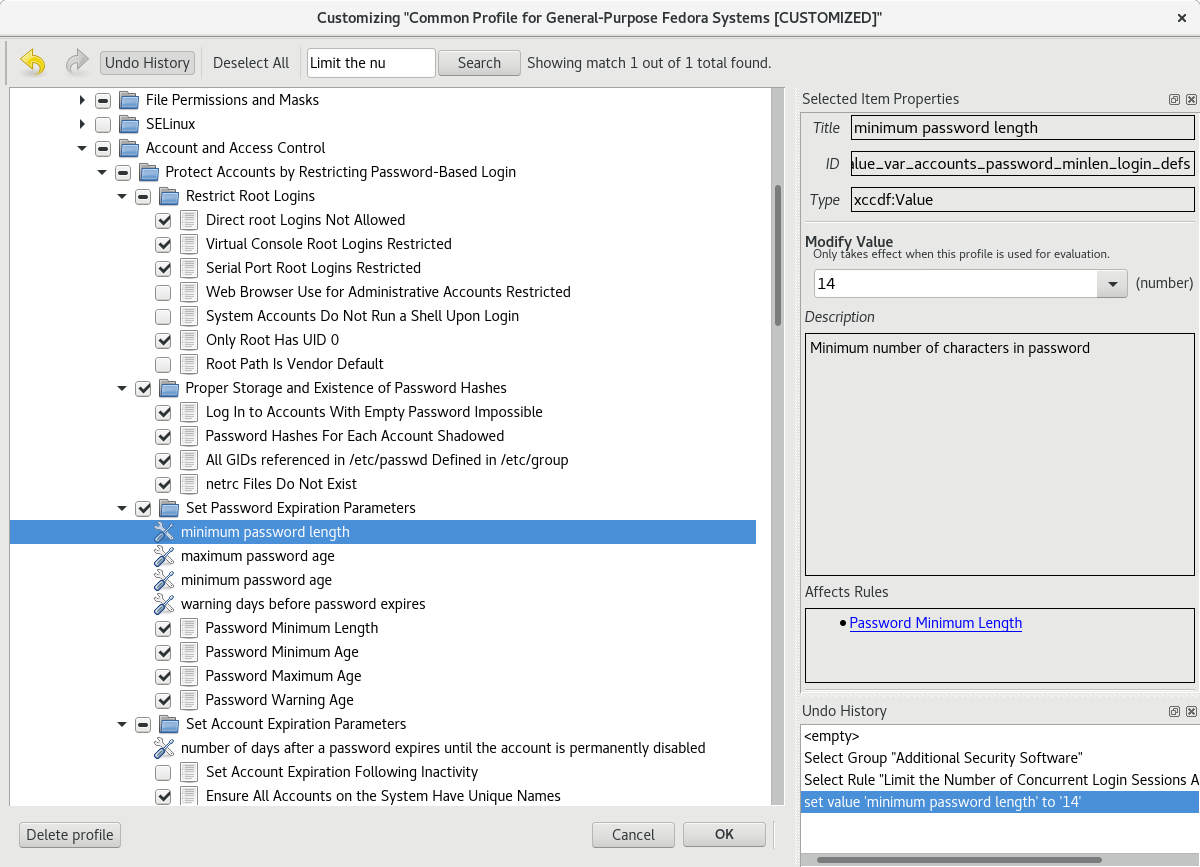 Customizing "Common Profile for General-Purpose Fedora Systems [CUSTOMIZED]"
Undo History
Deselect All
Limit the nu
Search
Showing match 1 out of 1 total found.
File Permissions and Masks
SELinux
Account and Access Control
Protect Accounts by Restricting Password-Based Login
Restrict Root Logins
Direct root Logins Not Allowed
Virtual Console Root Logins Restricted
Serial Port Root Logins Restricted
Web Browser Use for Administrative Accounts Restricted
System Accounts Do Not Run a Shell Upon Login
Only Root Has UID 0
Root Path Is Vendor Default
Proper Storage and Existence of Password Hashes
Log In to Accounts With Empty Password Impossible
Password Hashes For Each Account Shadowed
All GIDs referenced in /etc/passwd Defined in /etc/group
netrc Files Do Not Exist
Set Password Expiration Parameters
minimum password length
maximum password age
minimum password age
warning days before password expires
Password Minimum Length
Password Minimum Age
Password Maximum Age
Password Warning Age
Set Account Expiration Parameters
number of days after a password expires until the account is permanently disabled
Set Account Expiration Following Inactivity
Ensure All Accounts on the System Have Unique Names
Delete profile
Cancel
OK
Selected Item Properties
Title minimum password length
ID alue_var_accounts_password_minlen_login_defs
Type xccdf:Value
Modify Value
Only takes effect when this profile is used for evaluation.
14 (number)
Description
Minimum number of characters in password
Affects Rules
Password Minimum Length
Undo History
<empty>
Select Group "Additional Security Software"
Select Rule "Limit the Number of Concurrent Login Sessions A
set value 'minimum password length' to '14'